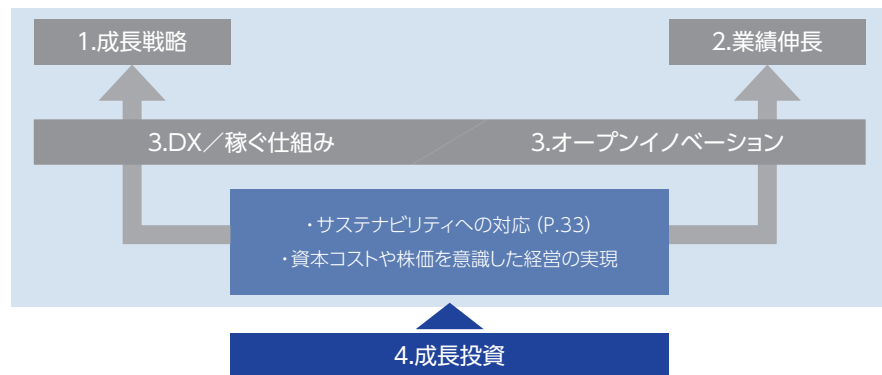 1.成長戦略
2.業績伸長
3.DX／稼ぐ仕組み
3.オープンイノベーション
・サステナビリティへの対応 (P.33)
・資本コストや株価を意識した経営の実現
4.成長投資